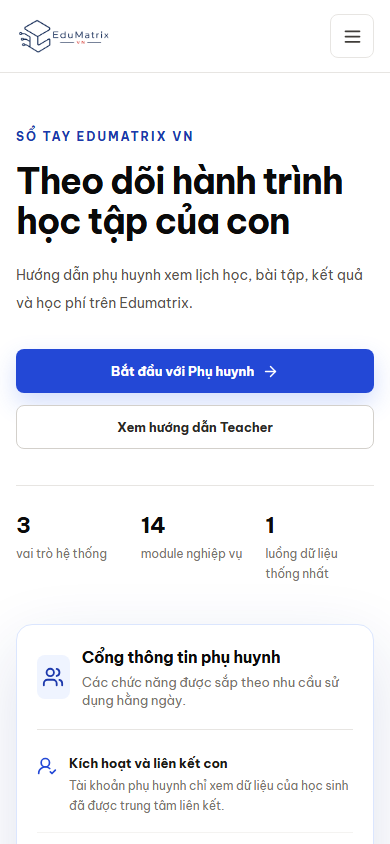 EduMatrix
VN
SỔ TAY EDUMATRIX VN
Theo dõi hành trình
học tập của con
Hướng dẫn phụ huynh xem lịch học, bài tập, kết quả
và học phí trên Edumatrix.
Bắt đầu với Phụ huynh →
Xem hướng dẫn Teacher
3
vai trò hệ thống
14
module nghiệp vụ
1
luồng dữ liệu
thống nhất
Cổng thông tin phụ huynh
Các chức năng được sắp theo nhu cầu sử
dụng hằng ngày.
Kích hoạt và liên kết con
Tài khoản phụ huynh chỉ xem dữ liệu của học sinh
đã được trung tâm liên kết.